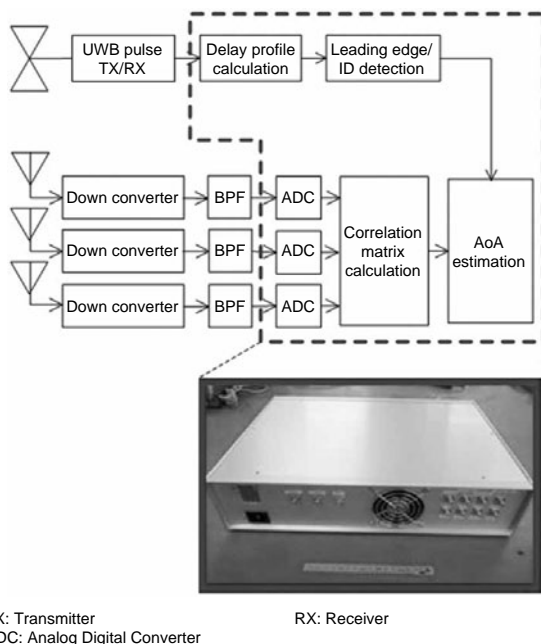 UWB pulse
TX/RX
Delay profile
calculation
Leading edge/
ID detection
Down converter
BPF
ADC
Down converter
BPF
ADC
Down converter
BPF
ADC
Correlation
matrix
calculation
AoA
estimation
X: Transmitter
RX: Receiver
DC: Analog Digital Converter